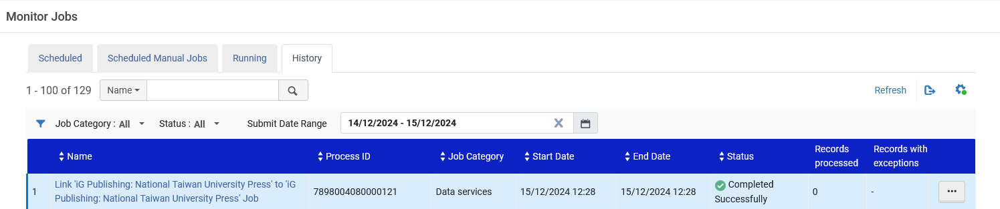 Monitor Jobs
Scheduled
Scheduled Manual Jobs
Running
History
1 - 100 of 129
Name
Refresh
Job Category : All
Status : All
Submit Date Range
14/12/2024 - 15/12/2024
Name
Process ID
Job Category
Start Date
End Date
Status
Records
processed
Records with
exceptions
1
Link 'iG Publishing: National Taiwan University Press' to 'iG
Publishing: National Taiwan University Press' Job
7898004080000121
Data services
15/12/2024 12:28
15/12/2024 12:28
Completed
Successfully
0
-